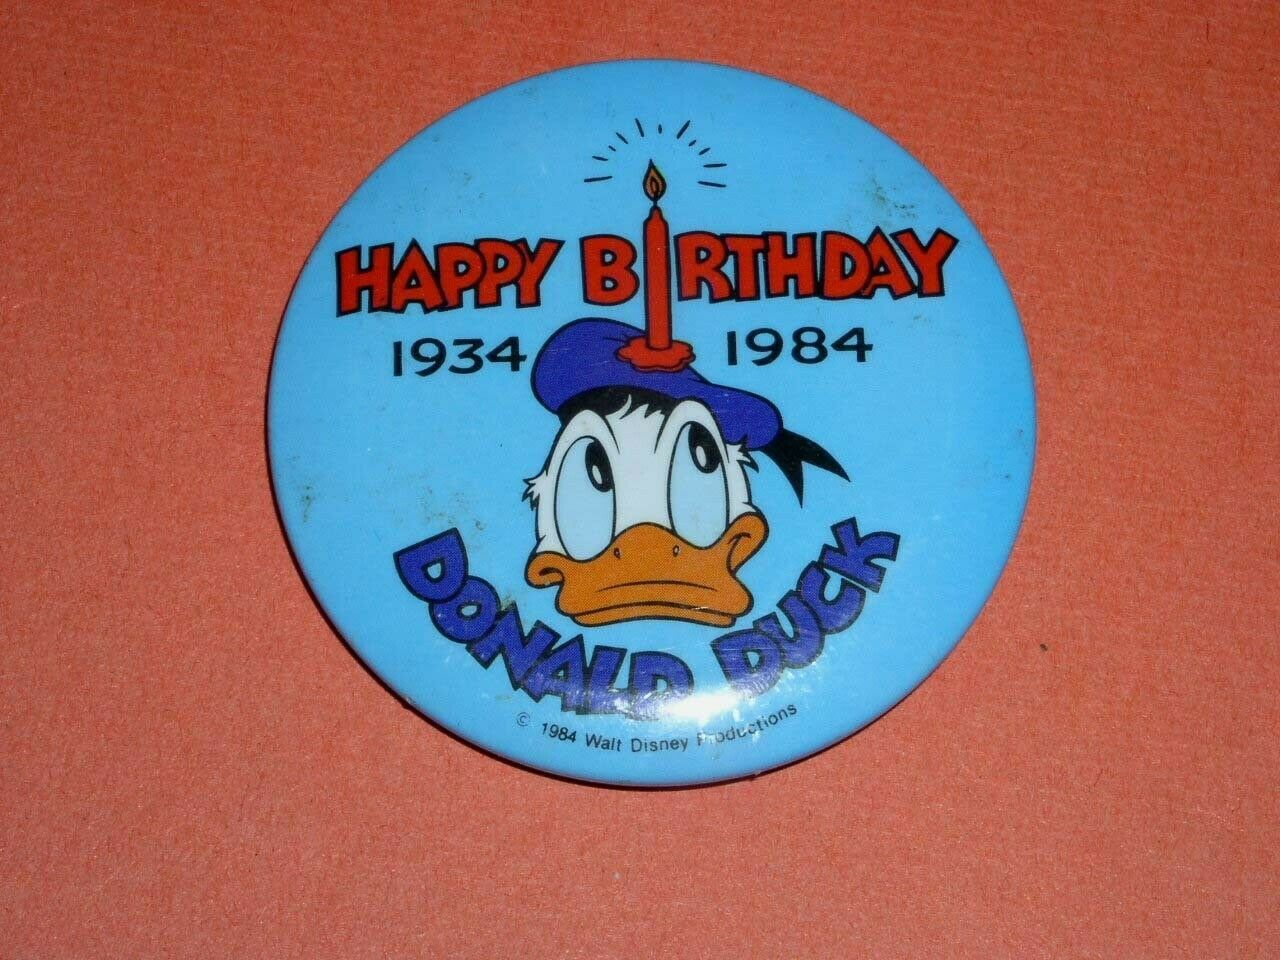 HAPPY BIRTHDAY
1934 1984
DONALD DUCK
© 1984 Walt Disney Productions